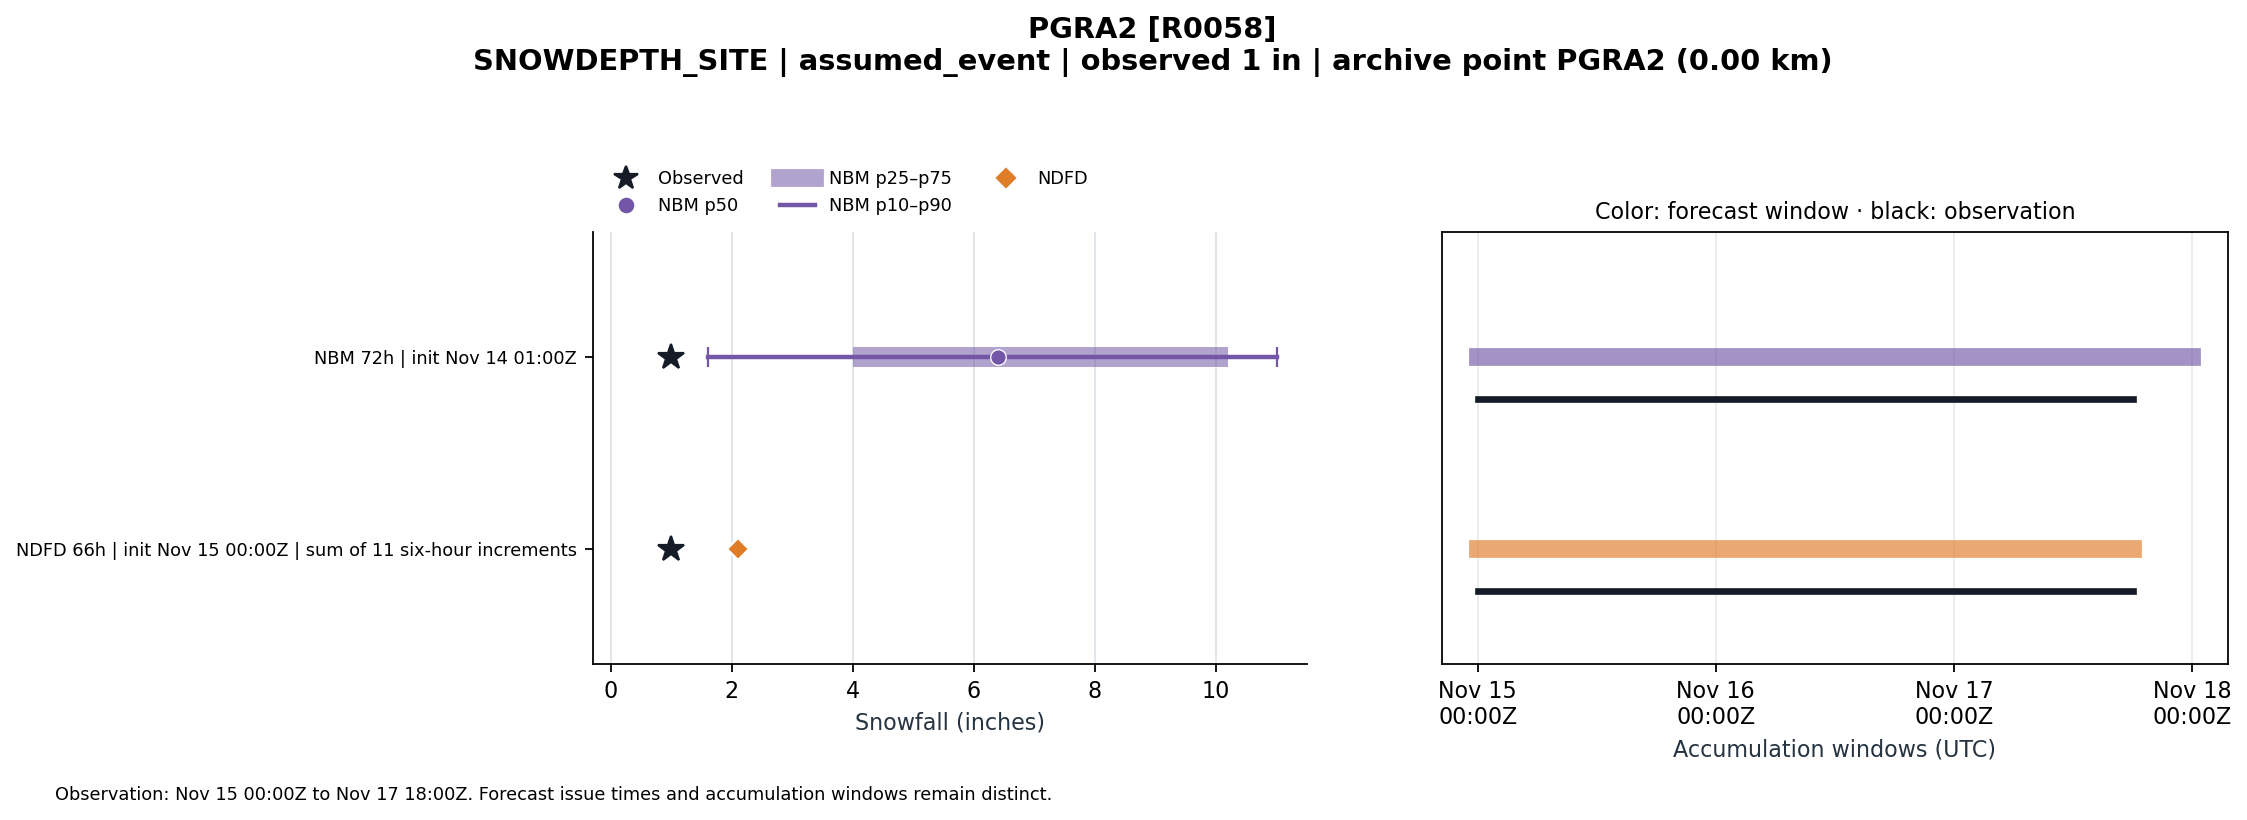 PGRA2 [R0058]
SNOWDEPTH_SITE | assumed_event | observed 1 in | archive point PGRA2 (0.00 km)
Observed
NBM p50
NBM p25–p75
NBM p10–p90
NDFD
NBM 72h | init Nov 14 01:00Z
NDFD 66h | init Nov 15 00:00Z | sum of 11 six-hour increments
0 2 4 6 8 10
Snowfall (inches)
Color: forecast window · black: observation
Nov 15 Nov 16 Nov 17 Nov 18
00:00Z 00:00Z 00:00Z 00:00Z
Accumulation windows (UTC)
Observation: Nov 15 00:00Z to Nov 17 18:00Z. Forecast issue times and accumulation windows remain distinct.